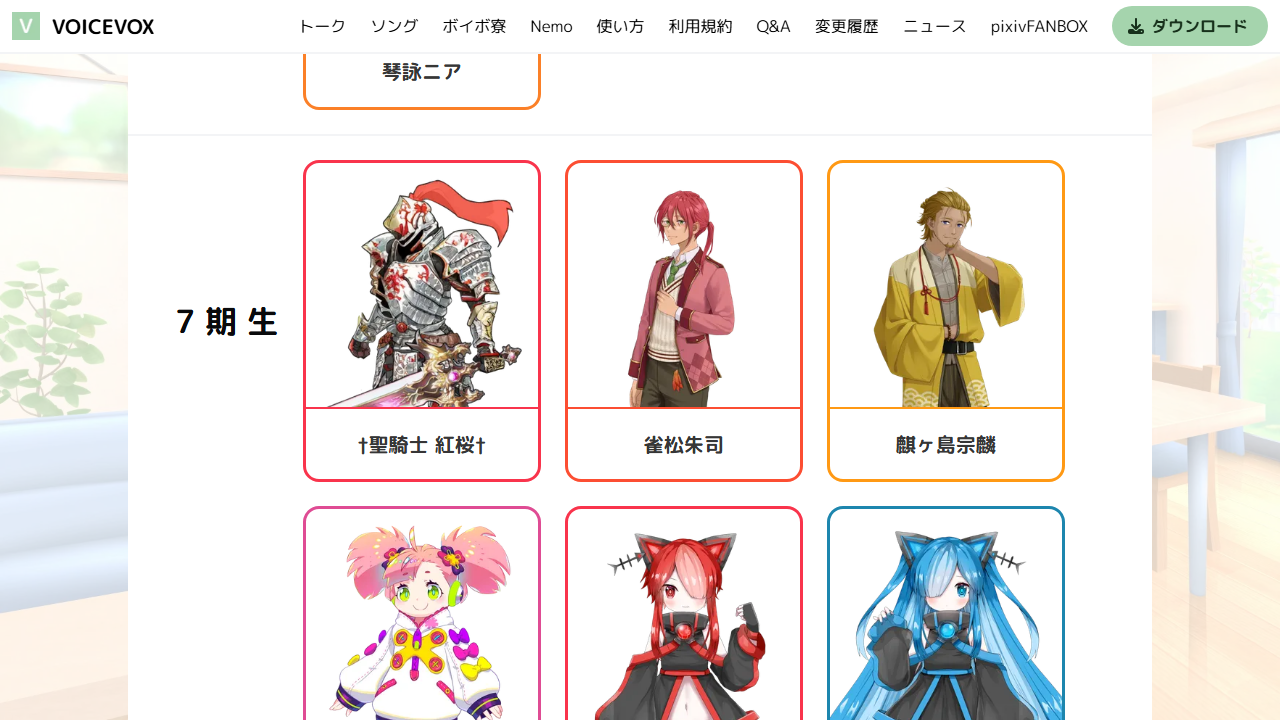 V VOICEVOX トーク ソング ボイボ寮 Nemo 使い方 利用規約 Q&A 変更履歴 ニュース pixivFANBOX ダウンロード
琴詠ニア
7期生
†聖騎士 紅桜†
雀松朱司
麒ヶ島宗麟